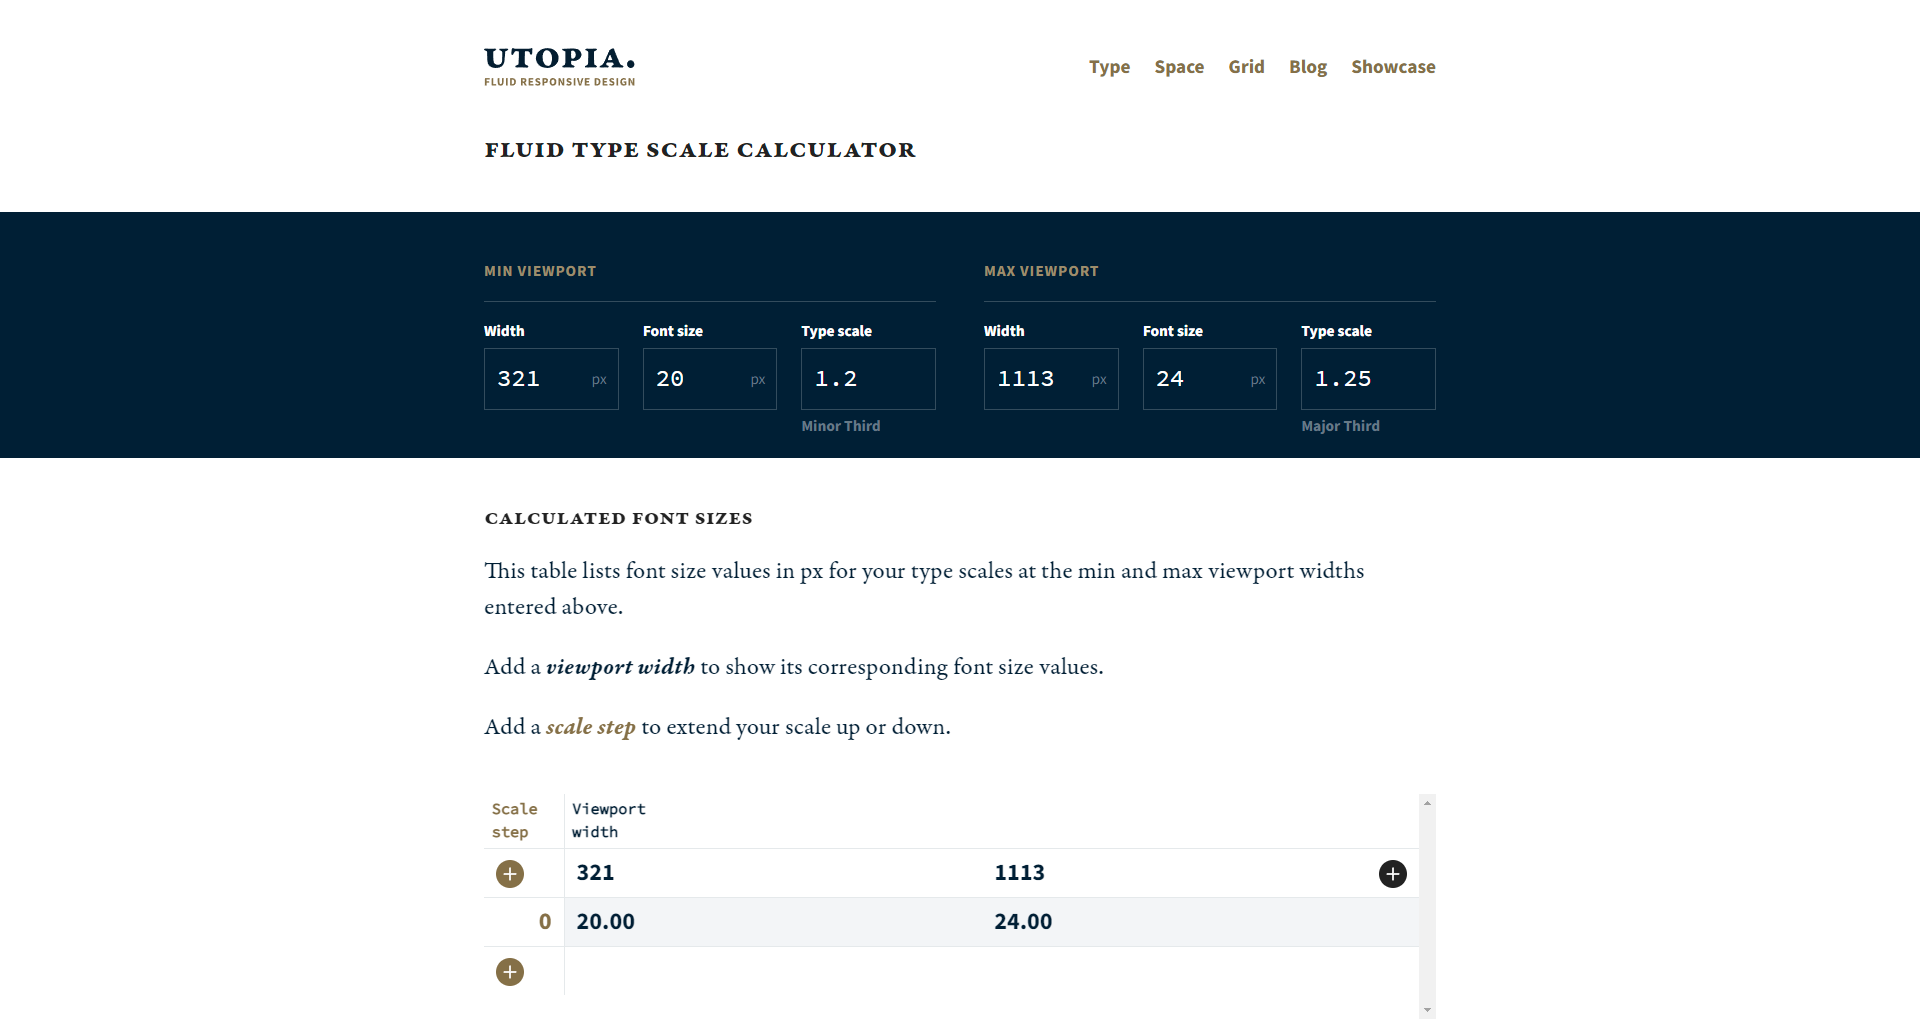 UTOPIA.
FLUID RESPONSIVE DESIGN
Type Space Grid Blog Showcase
FLUID TYPE SCALE CALCULATOR
MIN VIEWPORT
Width Font size Type scale
321 px 20 px 1.2
Minor Third
MAX VIEWPORT
Width Font size Type scale
1113 px 24 px 1.25
Major Third
CALCULATED FONT SIZES
This table lists font size values in px for your type scales at the min and max viewport widths
entered above.
Add a viewport width to show its corresponding font size values.
Add a scale step to extend your scale up or down.
Scale
step
Viewport
width
321 1113
0 20.00 24.00